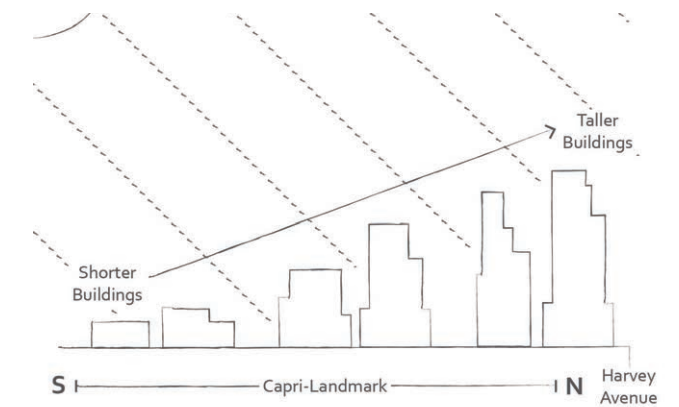 Taller
Buildings
Shorter
Buildings
S Capri-Landmark N
Harvey
Avenue